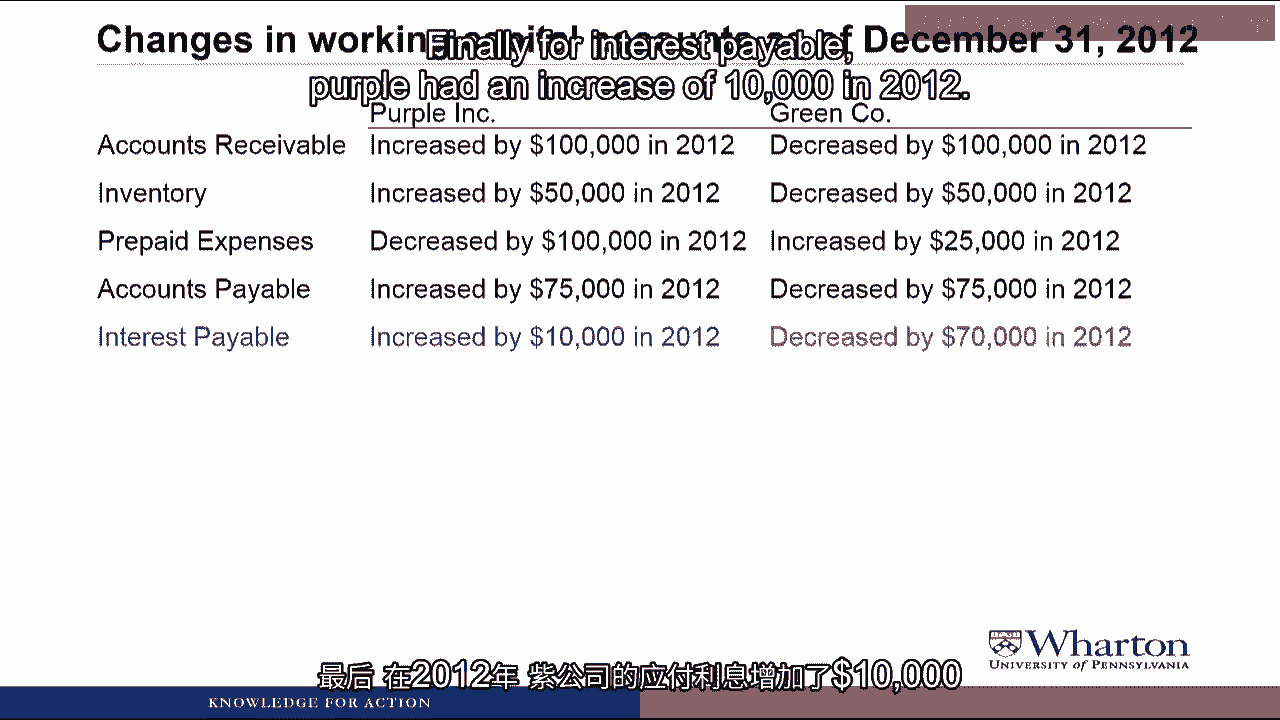 Changes in working capital accounts as of December 31, 2012
Finally for interest payable,
purple had an increase of 10,000 in 2012.
Purple Inc. Green Co.
Accounts Receivable Increased by $100,000 in 2012 Decreased by $100,000 in 2012
Inventory Increased by $50,000 in 2012 Decreased by $50,000 in 2012
Prepaid Expenses Decreased by $100,000 in 2012 Increased by $25,000 in 2012
Accounts Payable Increased by $75,000 in 2012 Decreased by $75,000 in 2012
Interest Payable Increased by $10,000 in 2012 Decreased by $70,000 in 2012
Wharton
UNIVERSITY of PENNSYLVANIA
最后 在2012年 紫公司的应付利息增加了$10,000
KNOWLEDGE FOR ACTION